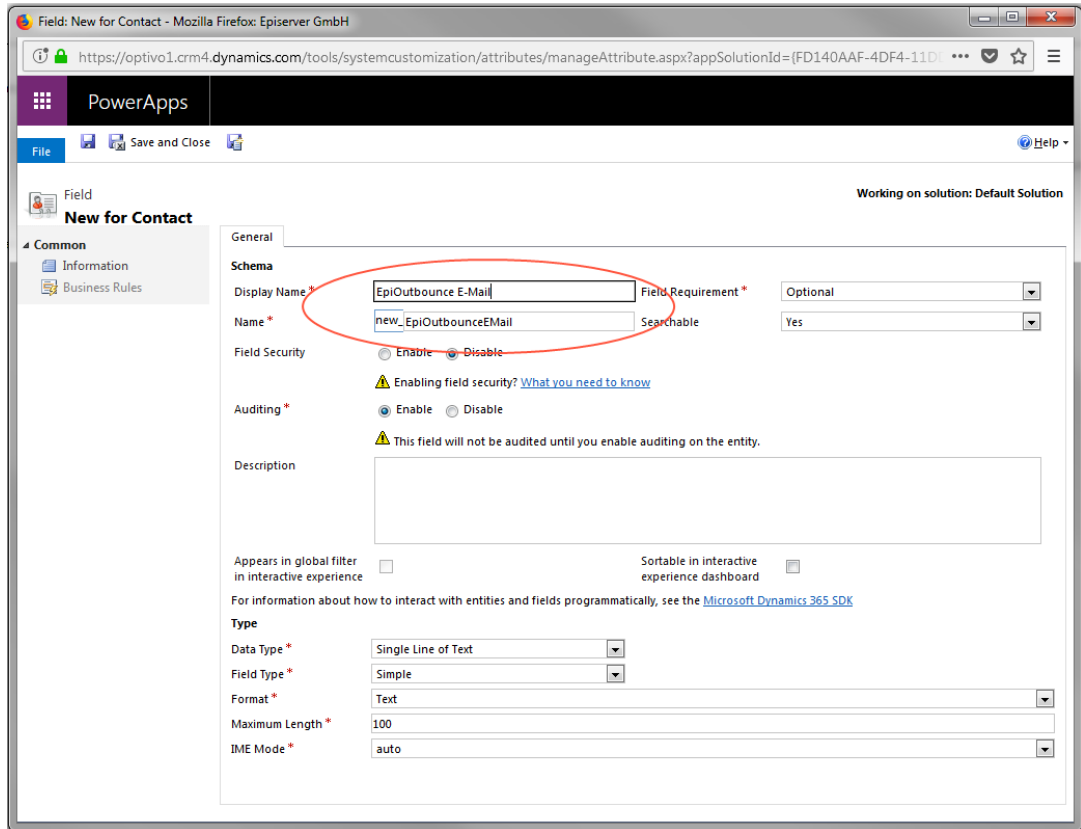 Field: New for Contact - Mozilla Firefox: Episerver GmbH
https://optivo1.crm4.dynamics.com/tools/systemcustomization/attributes/manageAttribute.aspx?appSolutionId={FD140AAF-4DF4-11D
PowerApps
File Save and Close Help
Field Working on solution: Default Solution
New for Contact
Common General
Information Schema
Business Rules Display Name * EpiOutbounce E-Mail Field Requirement * Optional
Name * new_ EpiOutbounceEMail Searchable Yes
Field Security Enable Disable
Enabling field security? What you need to know
Auditing * Enable Disable
This field will not be audited until you enable auditing on the entity.
Description
Appears in global filter Sortable in interactive
in interactive experience experience dashboard
For information about how to interact with entities and fields programmatically, see the Microsoft Dynamics 365 SDK
Type
Data Type * Single Line of Text
Field Type * Simple
Format * Text
Maximum Length * 100
IME Mode * auto